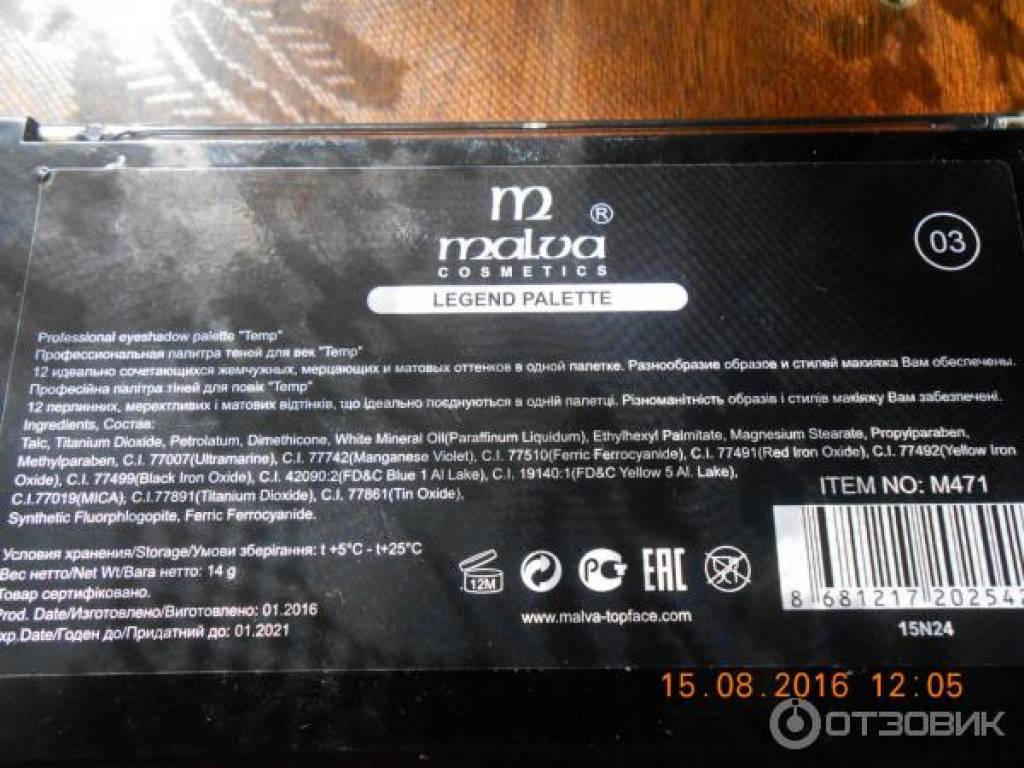 m
malva ®
COSMETICS
03
LEGEND PALETTE
Professional eyeshadow palette "Temp"
Профессиональная палитра теней для век "Temp"
12 идеально сочетающихся жемчужных, мерцающих и матовых оттенков в одной палетке. Разнообразие образов и стилей макияжа Вам обеспечены.
Професійна палітра тіней для повік "Temp"
12 перлинних, мерехтливих і матових відтінків, що ідеально поєднуються в одній палетці. Різноманітність образів і стилів макіяжу Вам забезпечені.
Ingredients, Состав:
Talc, Titanium Dioxide, Petrolatum, Dimethicone, White Mineral Oil(Paraffinum Liquidum), Ethylhexyl Palmitate, Magnesium Stearate, Propylparaben,
Methylparaben, C.I. 77007(Ultramarine), C.I. 77742(Manganese Violet), C.I. 77510(Ferric Ferrocyanide), C.I. 77491(Red Iron Oxide), C.I. 77492(Yellow Iron
Oxide), C.I. 77499(Black Iron Oxide), C.I. 42090:2(FD&C Blue 1 Al Lake), C.I. 19140:1(FD&C Yellow 5 Al. Lake),
C.I.77019(MICA), C.I.77891(Titanium Dioxide), C.I. 77861(Tin Oxide),
Synthetic Fluorphlogopite, Ferric Ferrocyanide.
ITEM NO: M471
Условия хранения/Storage/Умови зберігання: t +5°C - t+25°C
Вес нетто/Net Wt/Вага нетто: 14 g
Товар сертифіковано.
Prod. Date/Изготовлено/Виготовлено: 01.2016
Exp.Date/Годен до/Придатний до: 01.2021
12M
РСТ
EAC
www.malva-topface.com
8 681217 202542
15N24
15.08.2016 12:05
ОТЗОВИК